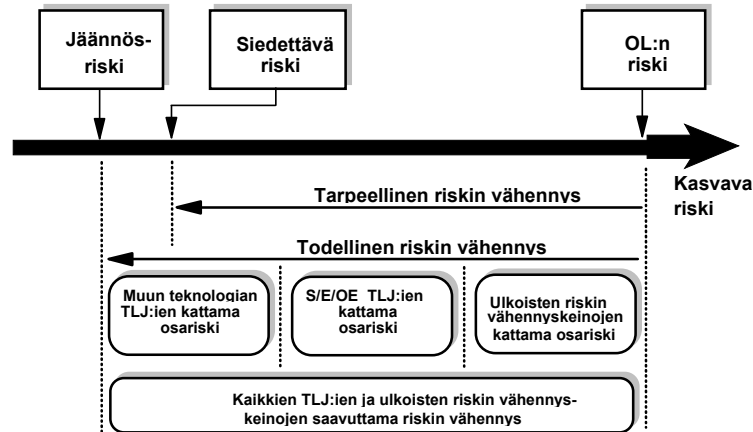 Jäännös-
riski
Siedettävä
riski
OL:n
riski
Kasvava
riski
Tarpeellinen riskin vähennys
Todellinen riskin vähennys
Muun teknologian
TLJ:ien kattama
osariski
S/E/OE TLJ:ien
kattama
osariski
Ulkoisten riskin
vähennyskeinojen
kattama osariski
Kaikkien TLJ:ien ja ulkoisten riskin vähennys-
keinojen saavuttama riskin vähennys